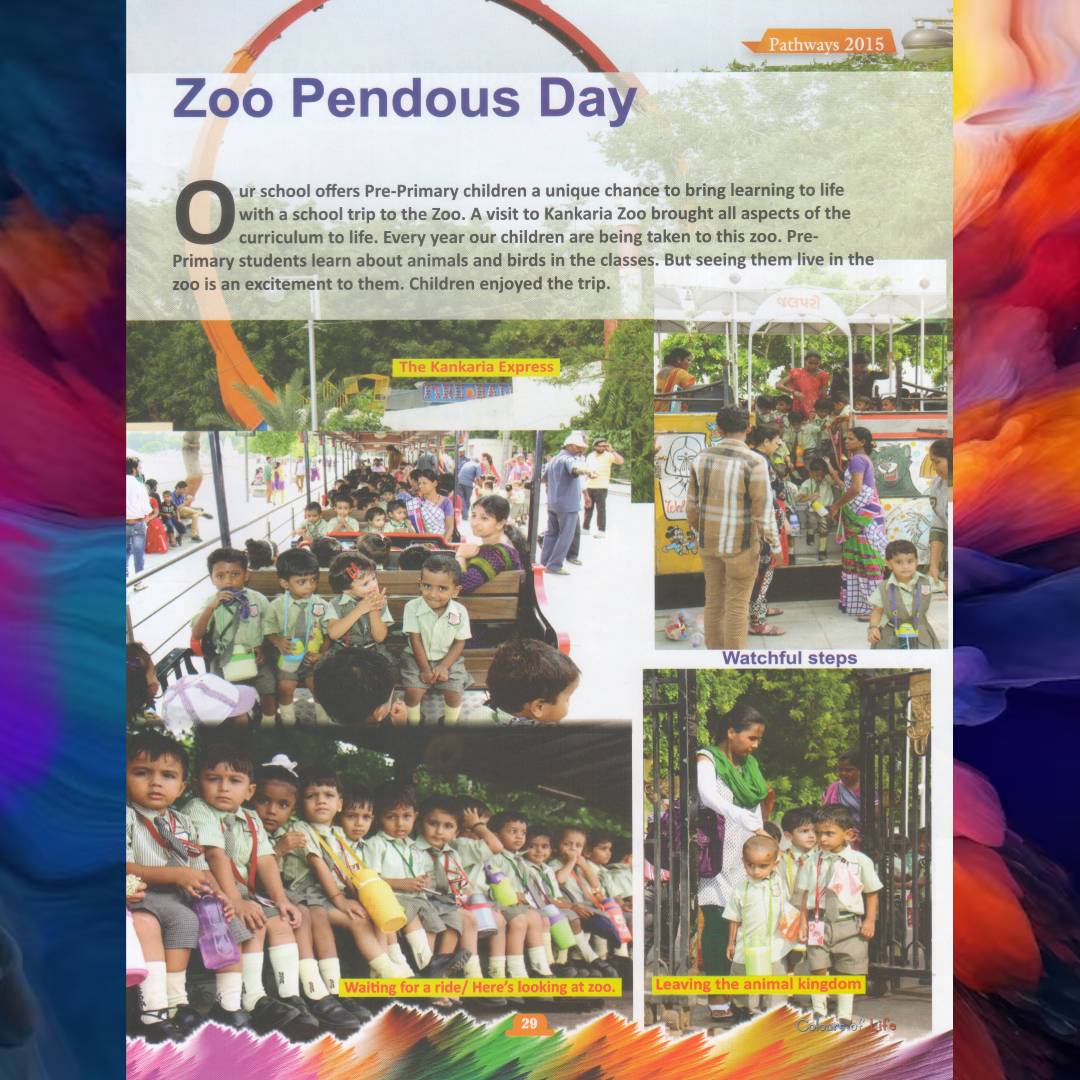 Pathways 2015
Zoo Pendous Day
Our school offers Pre-Primary children a unique chance to bring learning to life
with a school trip to the Zoo. A visit to Kankaria Zoo brought all aspects of the
curriculum to life. Every year our children are being taken to this zoo. Pre-
Primary students learn about animals and birds in the classes. But seeing them live in the
zoo is an excitement to them. Children enjoyed the trip.
જલપરી
The Kankaria Express
Watchful steps
Waiting for a ride/ Here's looking at zoo.
Leaving the animal kingdom
29
Colours of Life